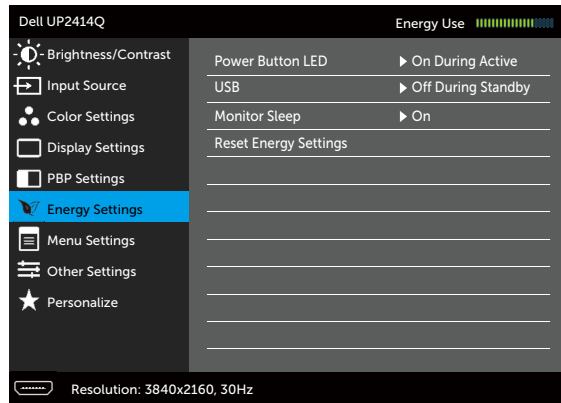 Dell UP2414Q Energy Use
Brightness/Contrast
Input Source
Color Settings
Display Settings
PBP Settings
Energy Settings
Menu Settings
Other Settings
Personalize
Power Button LED On During Active
USB Off During Standby
Monitor Sleep On
Reset Energy Settings
Resolution: 3840x2160, 30Hz